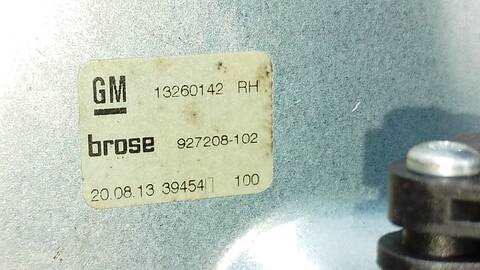 GM 13260142 RH
brose 927208-102
20.08.13 39454 100